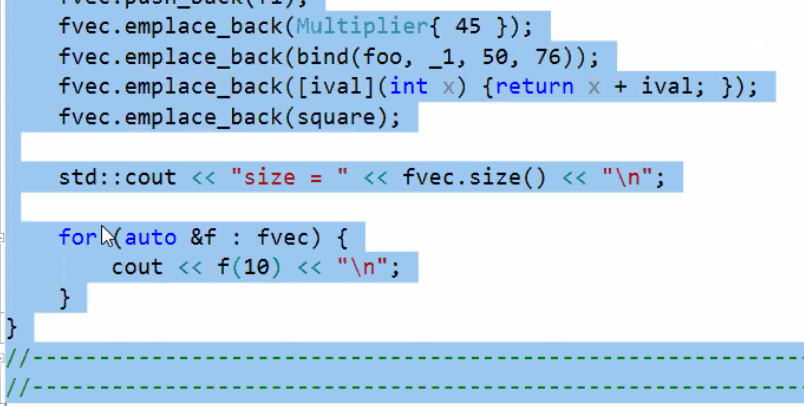 fvec.push_back(f1);
fvec.emplace_back(Multiplier{ 45 });
fvec.emplace_back(bind(foo, _1, 50, 76));
fvec.emplace_back([ival](int x) {return x + ival; });
fvec.emplace_back(square);
std::cout << "size = " << fvec.size() << "\n";
for (auto &f : fvec) {
cout << f(10) << "\n";
}
}
//------------------------------------------------------------
//------------------------------------------------------------